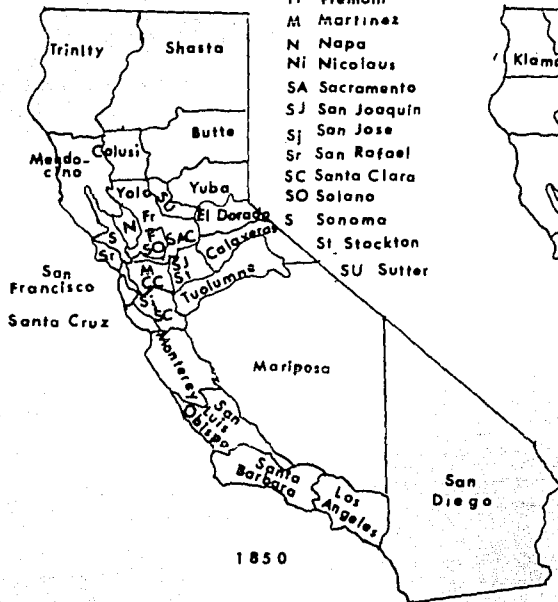 M Martinez
N Napa
Ni Nicolaus
SA Sacramento
SJ San Joaquin
Sj San Jose
Sr San Rafael
SC Santa Clara
SO Solano
S Sonoma
St Stockton
SU Sutter
Trinity
Shasta
Klama
Butte
Mendo-
cino
Calusi
Yolo
SU
Yuba
Fr
El Dorado
N
F
SO
SAC
S
Sr
SJ
St
Calaveras
M
CC
Tuolumne
San
Francisco
Sj
SC
Santa Cruz
Monterey
Mariposa
San
Luis
Obispo
Santa
Barbara
Los
Angeles
San
Diego
1850